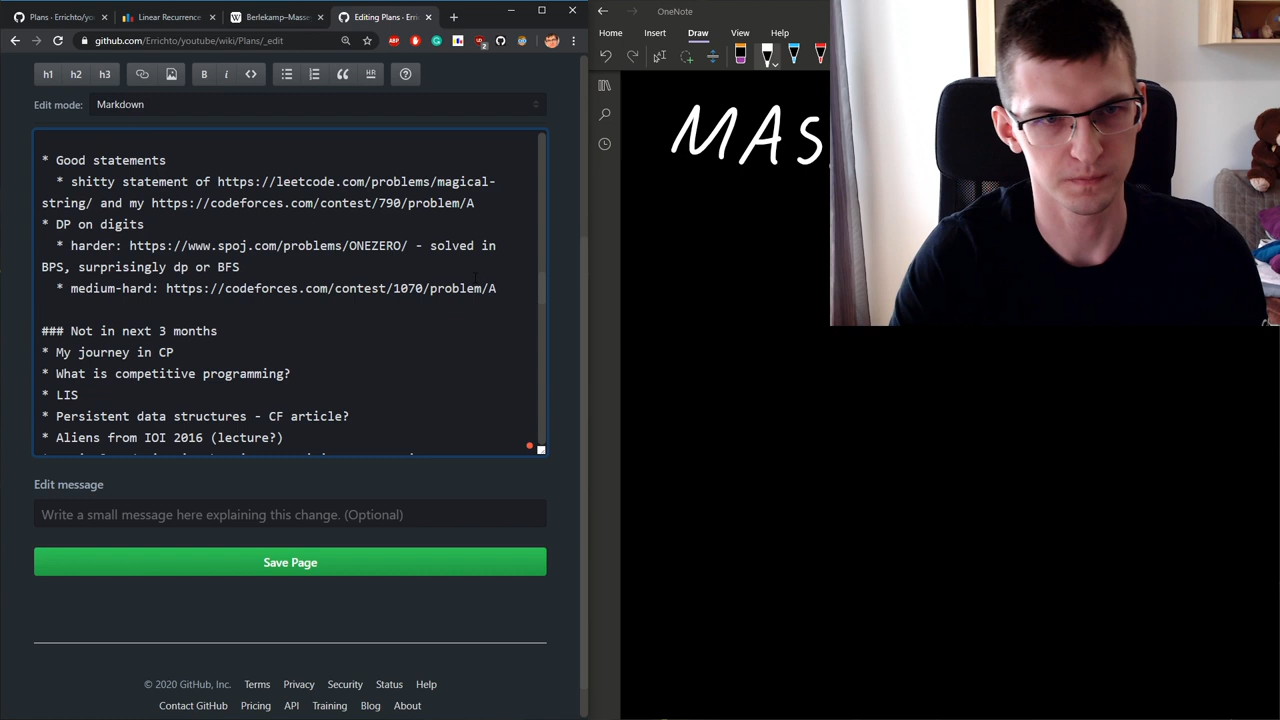 Plans · Errichto/yo
Linear Recurrence
Berlekamp–Masse
Editing Plans · Erri
github.com/Errichto/youtube/wiki/Plans/_edit
h1 h2 h3 B i <> HR
Edit mode: Markdown
* Good statements
* shitty statement of https://leetcode.com/problems/magical-
string/ and my https://codeforces.com/contest/790/problem/A
* DP on digits
* harder: https://www.spoj.com/problems/ONEZERO/ - solved in
BPS, surprisingly dp or BFS
* medium-hard: https://codeforces.com/contest/1070/problem/A
### Not in next 3 months
* My journey in CP
* What is competitive programming?
* LIS
* Persistent data structures - CF article?
* Aliens from IOI 2016 (lecture?)
Edit message
Write a small message here explaining this change. (Optional)
Save Page
© 2020 GitHub, Inc. Terms Privacy Security Status Help
Contact GitHub Pricing API Training Blog About
OneNote
Home Insert Draw View Help
MAS